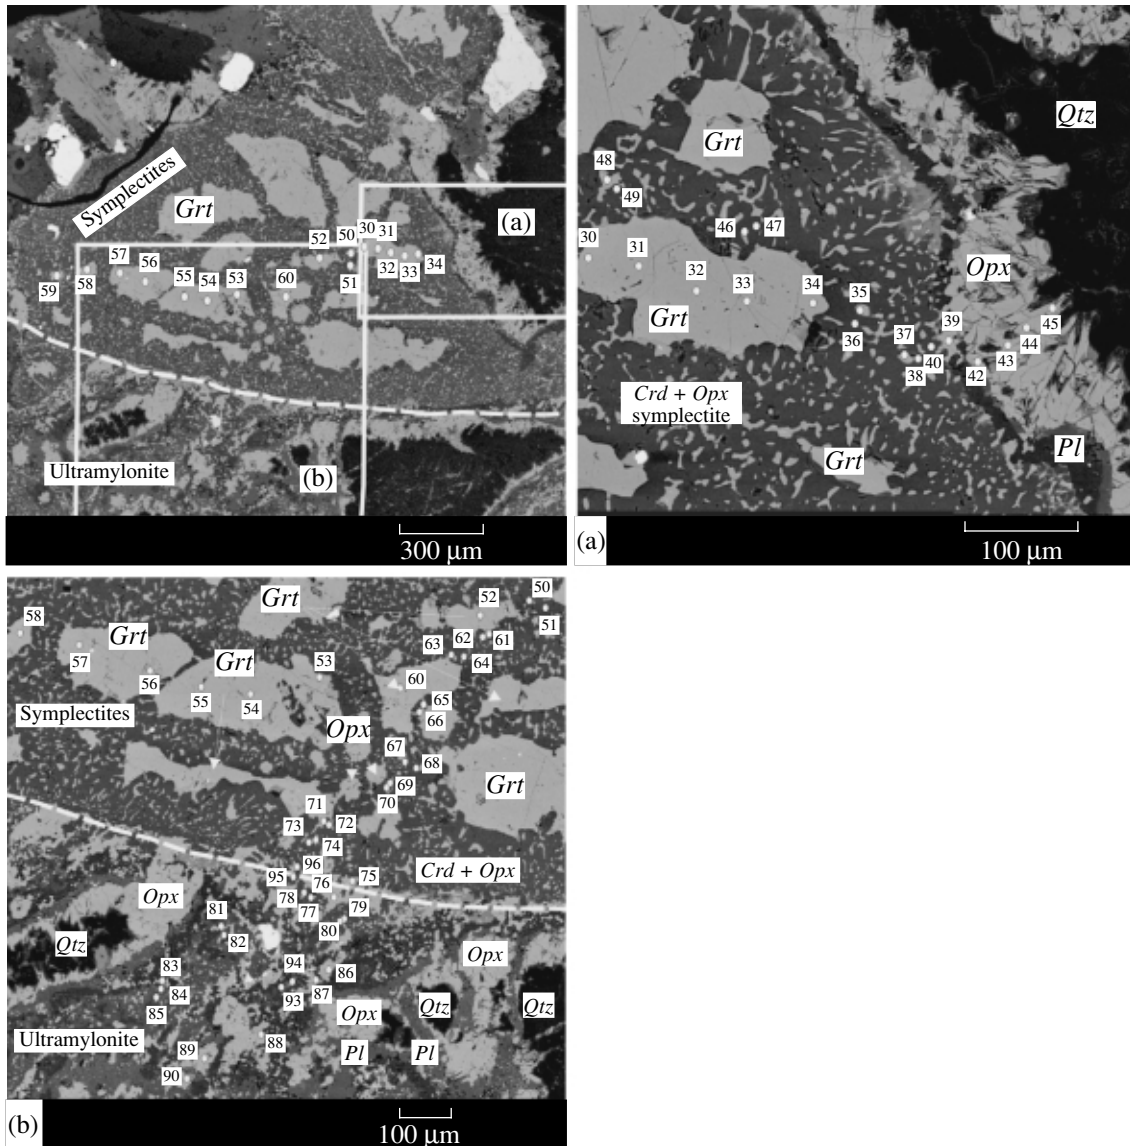 Symplectites
Grt
(a)
57
56
55
54
53
52
50
30
31
51
32
33
34
60
59
58
Ultramylonite
(b)
300 µm
Qtz
Grt
48
49
46
47
30
31
32
33
34
35
Grt
Opx
36
37
39
45
44
43
40
38
42
Crd + Opx
symplectite
Grt
Pl
(a)
100 µm
Grt
50
52
51
58
Grt
63
62
61
57
Grt
53
64
56
60
55
54
65
Symplectites
Opx
66
67
68
Grt
69
71
70
73
72
74
96
Crd + Opx
95
76
75
Opx
78
81
77
79
80
Qtz
82
Opx
83
94
86
84
93
87
Qtz
Qtz
85
Opx
Ultramylonite
88
89
Pl
Pl
90
(b)
100 µm